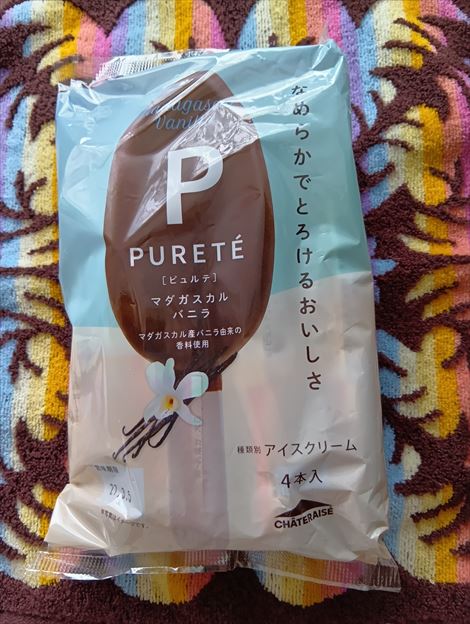 Madagascar
Vanilla
P
PURETÉ
[ピュルテ]
マダガスカル
バニラ
マダガスカル産バニラ由来の
香料使用
なめらかでとろけるおいしさ
種類別 アイスクリーム
4本入
CHÂTERAISÉ